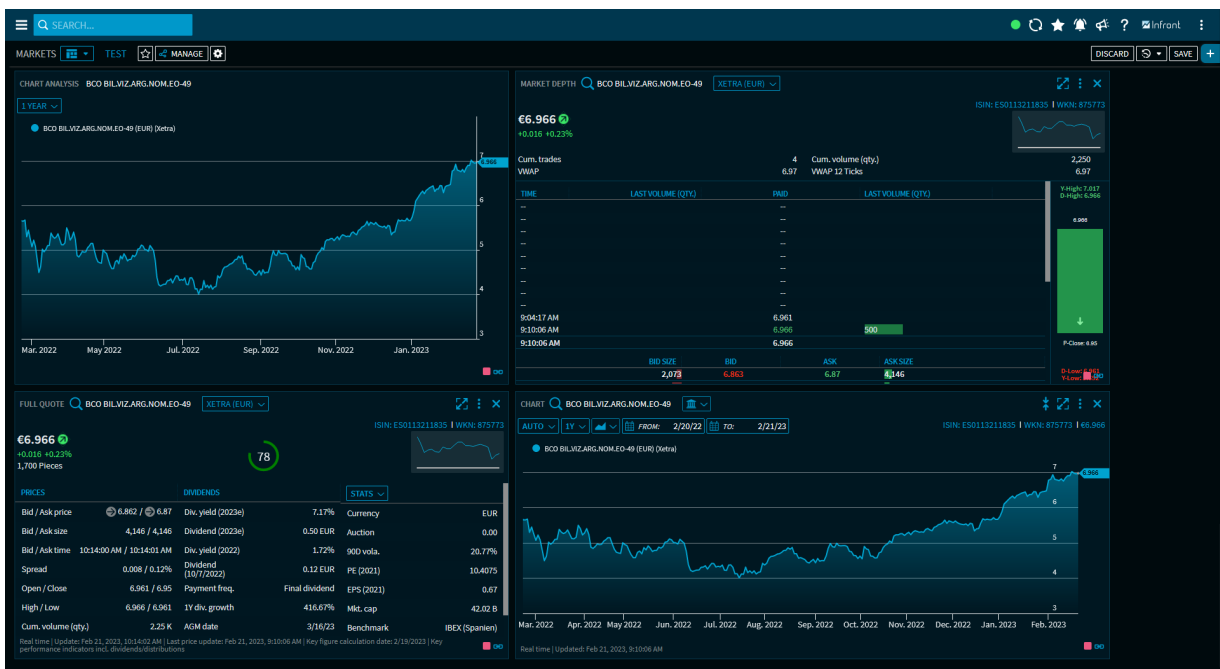 SEARCH...
Infront
MARKETS TEST MANAGE DISCARD SAVE
CHART ANALYSIS BCO BIL.VIZ.ARG.NOM.EO-49
1 YEAR
BCO BIL.VIZ.ARG.NOM.EO-49 (EUR) (Xetra)
7
6.966
6
5
4
3
Mar. 2022 May 2022 Jul. 2022 Sep. 2022 Nov. 2022 Jan. 2023
MARKET DEPTH BCO BIL.VIZ.ARG.NOM.EO-49 XETRA (EUR)
ISIN: ES0113211835 I WKN: 875773
€6.966
+0.016 +0.23%
Cum. trades 4 Cum. volume (qty.) 2,250
VWAP 6.97 VWAP 12 Ticks 6.97
TIME LAST VOLUME (QTY.) PAID LAST VOLUME (QTY.)
-- --
-- --
-- --
-- --
-- --
-- --
-- --
-- --
-- --
9:04:17 AM 6.961
9:10:06 AM 6.966 500
9:10:06 AM 6.966
BID SIZE BID ASK ASK SIZE
2,073 6.863 6.87 4,146
Y-High: 7.017
D-High: 6.966
6.966
P-Close: 6.95
D-Low:
Y-Low:
FULL QUOTE BCO BIL.VIZ.ARG.NOM.EO-49 XETRA (EUR)
ISIN: ES0113211835 I WKN: 875773
€6.966
+0.016 +0.23%
1,700 Pieces
78
PRICES DIVIDENDS STATS
Bid / Ask price 6.862 / 6.87 Div. yield (2023e) 7.17% Currency EUR
Bid / Ask size 4,146 / 4,146 Dividend (2023e) 0.50 EUR Auction 0.00
Bid / Ask time 10:14:00 AM / 10:14:01 AM Div. yield (2022) 1.72% 90D vola. 20.77%
Spread 0.008 / 0.12% Dividend (10/7/2022) 0.12 EUR PE (2021) 10.4075
Open / Close 6.961 / 6.95 Payment freq. Final dividend EPS (2021) 0.67
High / Low 6.966 / 6.961 1Y div. growth 416.67% Mkt. cap 42.02 B
Cum. volume (qty.) 2.25 K AGM date 3/16/23 Benchmark IBEX (Spanien)
Real time | Update: Feb 21, 2023, 10:14:02 AM | Last price update: Feb 21, 2023, 9:10:06 AM | Key figure calculation date: 2/19/2023 | Key
performance indicators incl. dividends/distributions
CHART BCO BIL.VIZ.ARG.NOM.EO-49
AUTO 1Y FROM: 2/20/22 TO: 2/21/23
ISIN: ES0113211835 I WKN: 875773 I €6.966
BCO BIL.VIZ.ARG.NOM.EO-49 (EUR) (Xetra)
7
6.966
6
5
4
3
Mar. 2022 Apr. 2022 May 2022 Jun. 2022 Jul. 2022 Aug. 2022 Sep. 2022 Oct. 2022 Nov. 2022 Dec. 2022 Jan. 2023 Feb. 2023
Real time | Updated: Feb 21, 2023, 9:10:06 AM